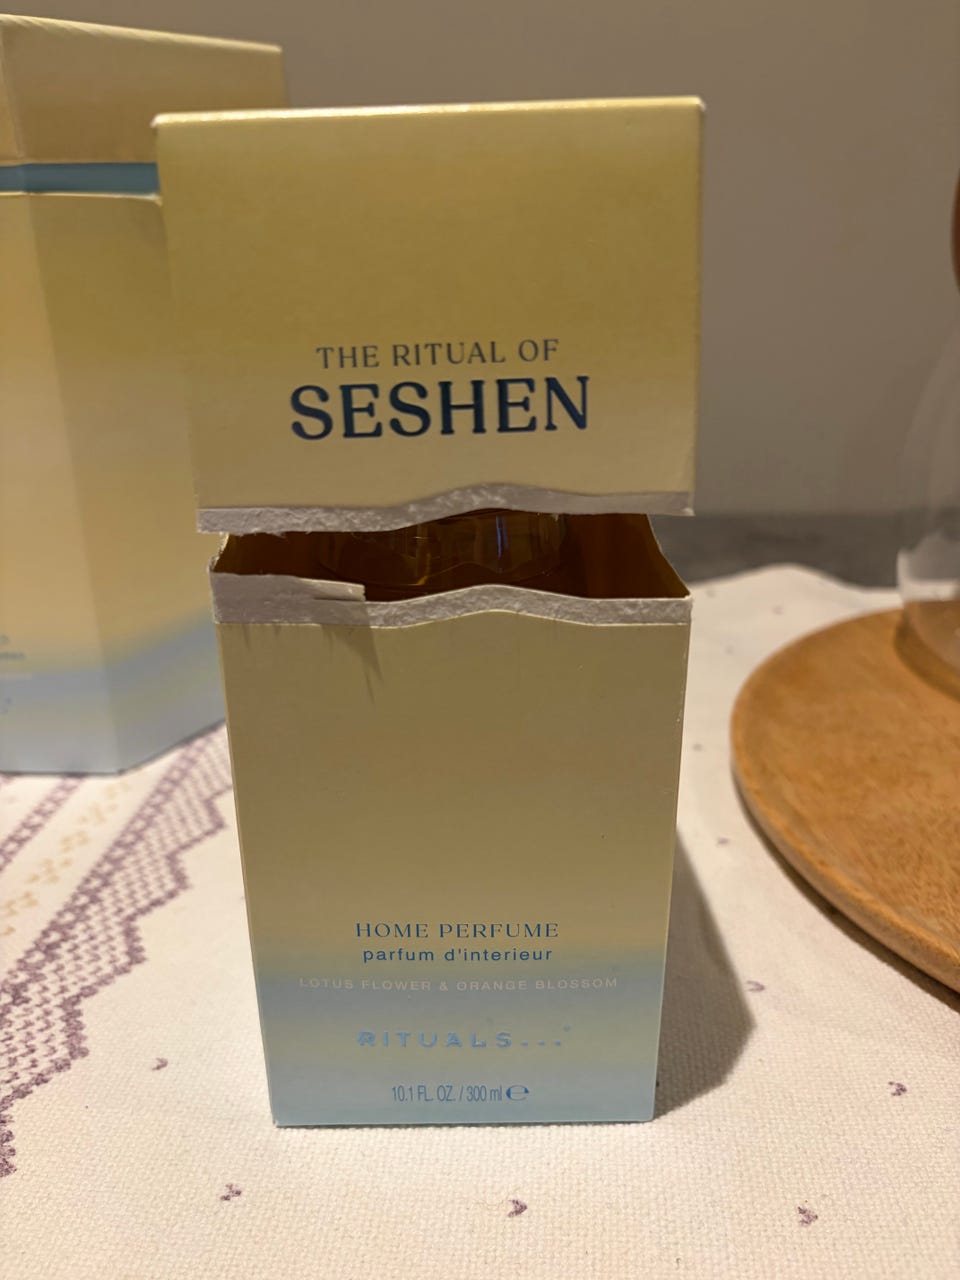 THE RITUAL OF
SESHEN
HOME PERFUME
parfum d'interieur
LOTUS FLOWER & ORANGE BLOSSOM
RITUALS...
10.1 FL. OZ. / 300 ml ℮